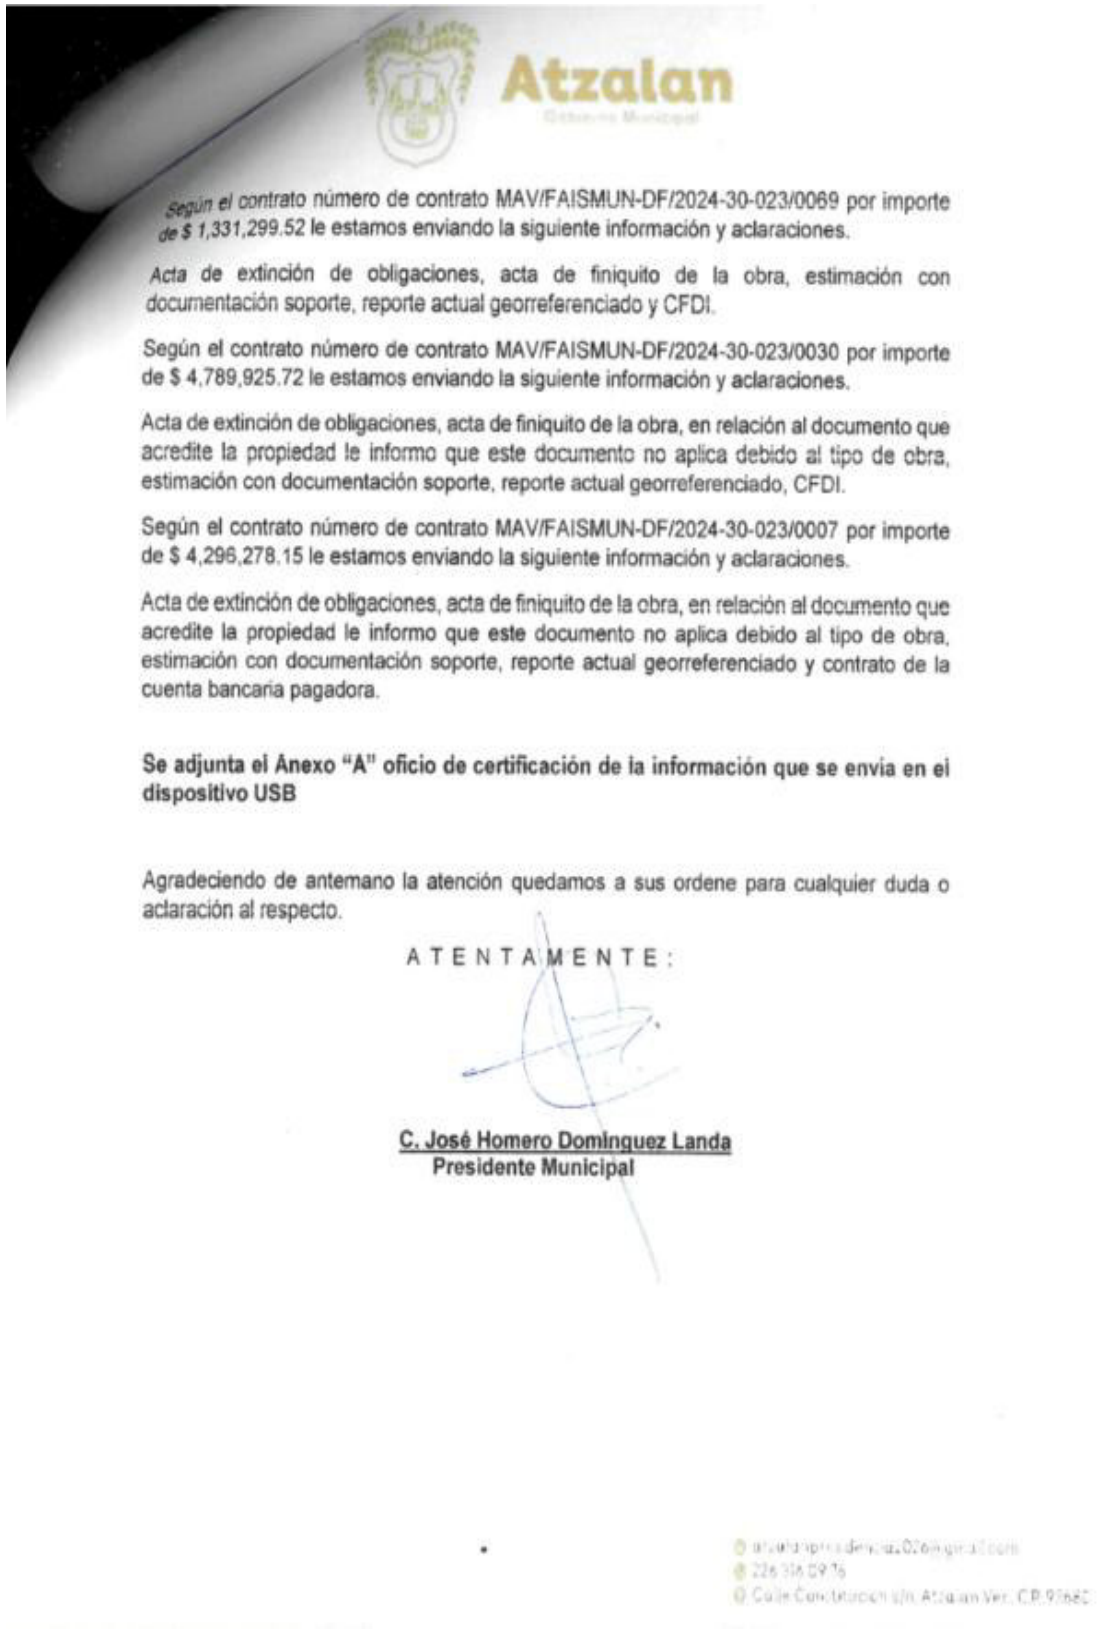 Atzalan
Gobierno Municipal
Según el contrato número de contrato MAV/FAISMUN-DF/2024-30-023/0069 por importe
de $ 1,331,299.52 le estamos enviando la siguiente información y aclaraciones.
Acta de extinción de obligaciones, acta de finiquito de la obra, estimación con
documentación soporte, reporte actual georreferenciado y CFDI.
Según el contrato número de contrato MAV/FAISMUN-DF/2024-30-023/0030 por importe
de $ 4,789,925.72 le estamos enviando la siguiente información y aclaraciones.
Acta de extinción de obligaciones, acta de finiquito de la obra, en relación al documento que
acredite la propiedad le informo que este documento no aplica debido al tipo de obra,
estimación con documentación soporte, reporte actual georreferenciado, CFDI.
Según el contrato número de contrato MAV/FAISMUN-DF/2024-30-023/0007 por importe
de $ 4,296,278.15 le estamos enviando la siguiente información y aclaraciones.
Acta de extinción de obligaciones, acta de finiquito de la obra, en relación al documento que
acredite la propiedad le informo que este documento no aplica debido al tipo de obra,
estimación con documentación soporte, reporte actual georreferenciado y contrato de la
cuenta bancaria pagadora.
Se adjunta el Anexo “A” oficio de certificación de la información que se envia en el
dispositivo USB
Agradeciendo de antemano la atención quedamos a sus ordene para cualquier duda o
aclaración al respecto.
A T E N T A M E N T E :
C. José Homero Domínguez Landa
Presidente Municipal
Calle Constitución s/n, Atzalan Ver. C.P.